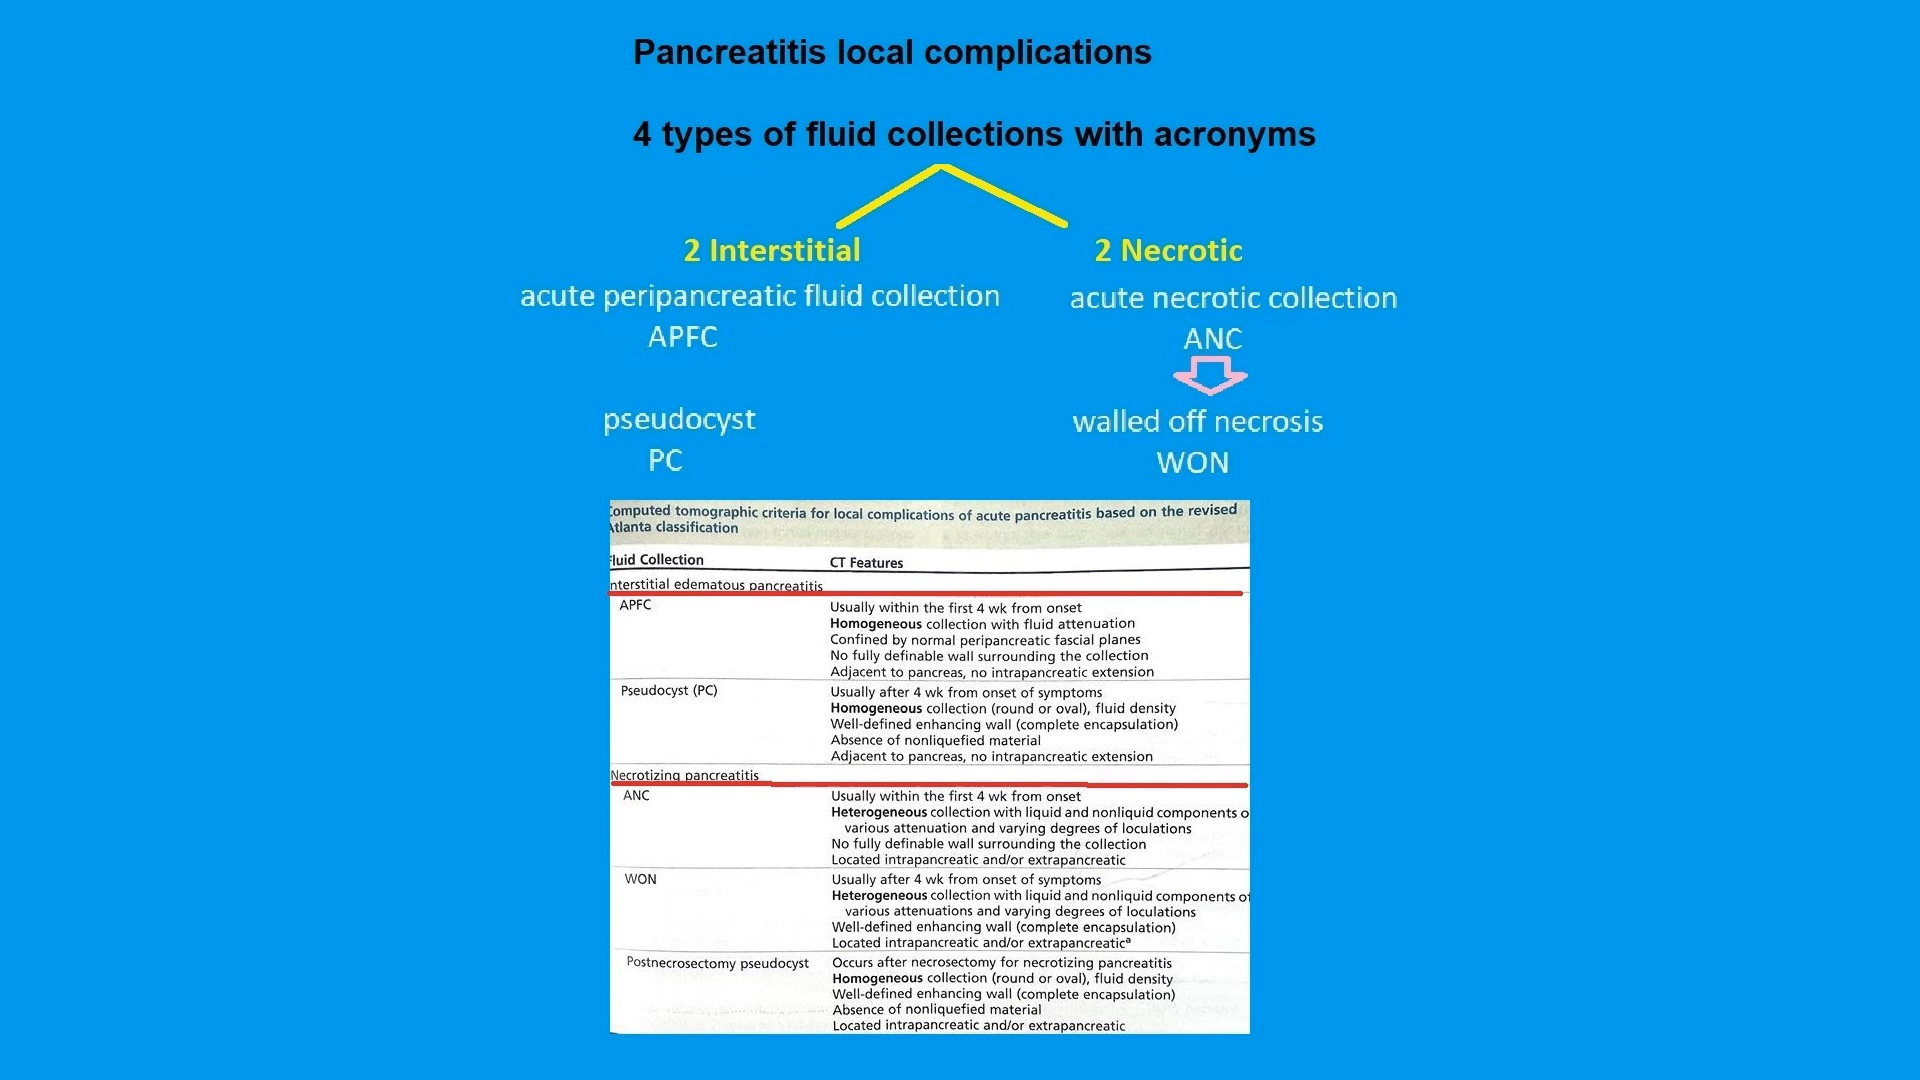 Pancreatitis local complications
4 types of fluid collections with acronyms
2 Interstitial
acute peripancreatic fluid collection
APFC
pseudocyst
PC
2 Necrotic
acute necrotic collection
ANC
walled off necrosis
WON
Computed tomographic criteria for local complications of acute pancreatitis based on the revised
Atlanta classification
Fluid Collection CT Features
nterstitial edematous pancreatitis
APFC Usually within the first 4 wk from onset
Homogeneous collection with fluid attenuation
Confined by normal peripancreatic fascial planes
No fully definable wall surrounding the collection
Adjacent to pancreas, no intrapancreatic extension
Pseudocyst (PC) Usually after 4 wk from onset of symptoms
Homogeneous collection (round or oval), fluid density
Well-defined enhancing wall (complete encapsulation)
Absence of nonliquefied material
Adjacent to pancreas, no intrapancreatic extension
Necrotizing pancreatitis
ANC Usually within the first 4 wk from onset
Heterogeneous collection with liquid and nonliquid components o
various attenuation and varying degrees of loculations
No fully definable wall surrounding the collection
Located intrapancreatic and/or extrapancreatic
WON Usually after 4 wk from onset of symptoms
Heterogeneous collection with liquid and nonliquid components of
various attenuations and varying degrees of loculations
Well-defined enhancing wall (complete encapsulation)
Located intrapancreatic and/or extrapancreaticª
Postnecrosectomy pseudocyst Occurs after necrosectomy for necrotizing pancreatitis
Homogeneous collection (round or oval), fluid density
Well-defined enhancing wall (complete encapsulation)
Absence of nonliquefied material
Located intrapancreatic and/or extrapancreatic